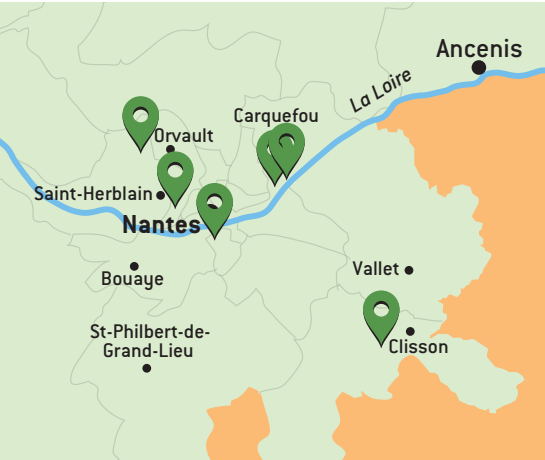 Ancenis
La Loire
Carquefou
Orvault
Saint-Herblain
Nantes
Vallet
Bouaye
St-Philbert-de-
Grand-Lieu
Clisson